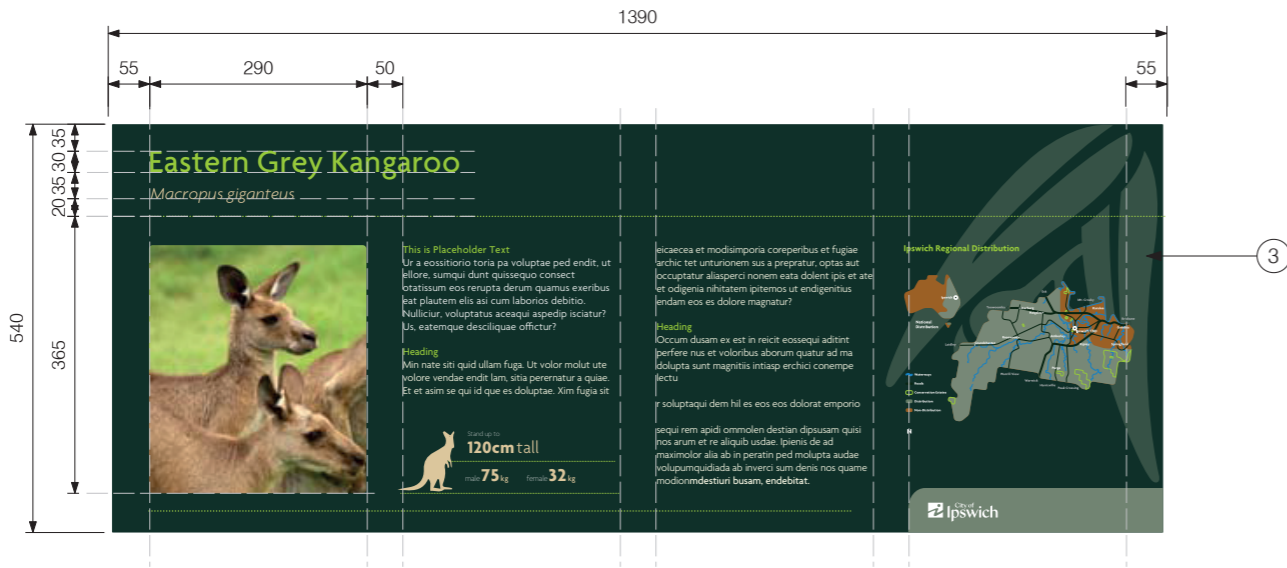 1390
55
290
50
55
35
30
35
20
365
540
Eastern Grey Kangaroo
Macropus giganteus
This is Placeholder Text
Ur a eossitiorio toria pa voluptae ped endit, ut
ellore, sumqui dunt quissequo consect
otatissum eos rerupta derum quamus exeribus
eat plautem elis asi cum laborios debitio.
Nulliciur, voluptatus aceaqui aspedip isciatur?
Us, eatemque desciliquae offictur?
Heading
Min nate siti quid ullam fuga. Ut volor molut ute
volore vendae endit lam, sitia perernatur a quiae.
Et et asim se qui id que es doluptae. Xim fugia sit
Stand up to
120cm tall
male 75 kg female 32 kg
eicaecea et modisimporia coreperibus et fugiae
archic tet unturionem sus a prepratur, optas aut
occuptatur aliasperci nonem eata dolent ipis et ate
et odigenia nihitatem ipitemos ut endigenitius
endam eos es dolore magnatur?
Heading
Occum dusam ex est in reicit eossequi aditint
perfere nus et voloribus aborum quatur ad ma
dolupta sunt magnitiis intiasp erchici conempe
lectu
r soluptaqui dem hil es eos eos dolorat emporio
sequi rem apidi ommolen destian dipsusam quisi
nos arum et re aliquib usdae. Ipienis de ad
maximolor alia ab in peratin ped molupta audae
volupumquidiada ab inverci sum denis nos quame
modionmdestiuri busam, endebitat.
Ipswich Regional Distribution
National
Distribution
Waterways
Roads
Conservation Estates
Distribution
Non-Distribution
City of
Ipswich
3